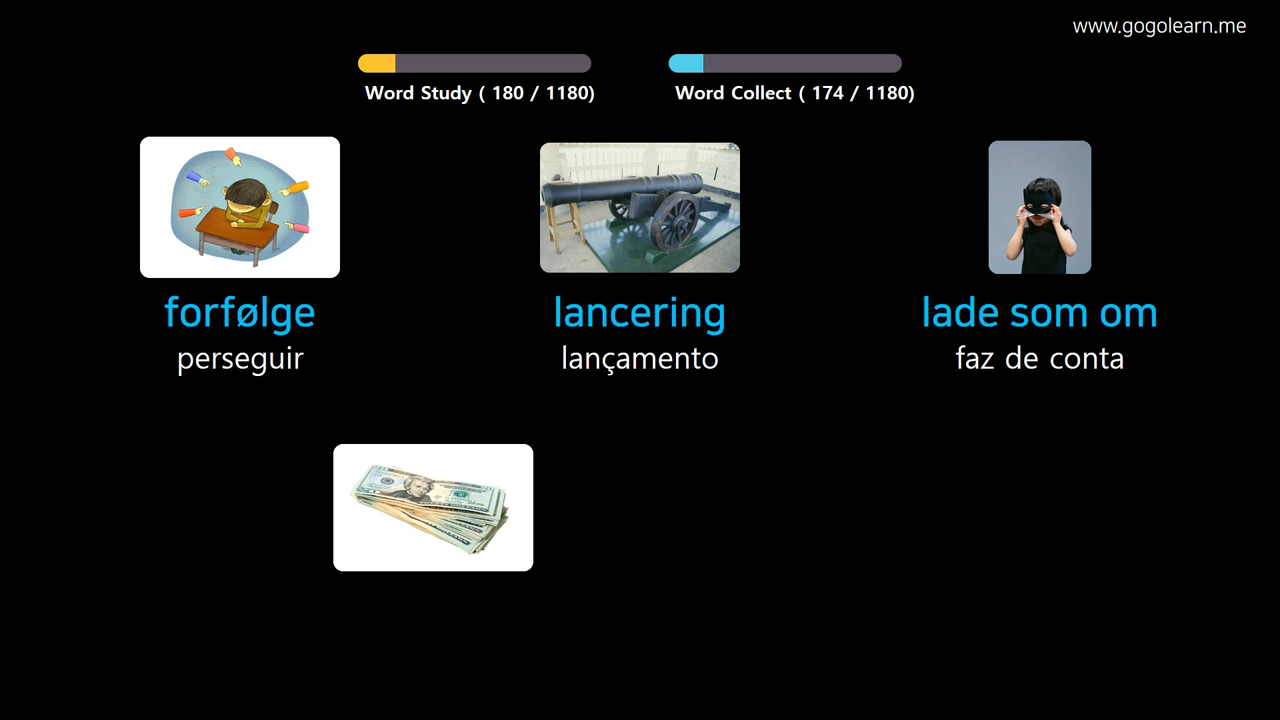 www.gogolearn.me
Word Study ( 180 / 1180)
Word Collect ( 174 / 1180)
forfølge
lancering
lade som om
perseguir
lançamento
faz de conta